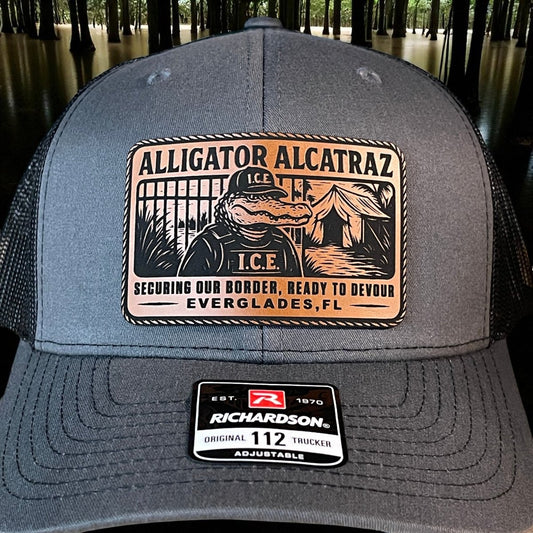 ALLIGATOR ALCATRAZ
I.C.E.
I.C.E.
SECURING OUR BORDER, READY TO DEVOUR
EVERGLADES, FL
EST. R 1970
RICHARDSON®
ORIGINAL 112 TRUCKER
ADJUSTABLE